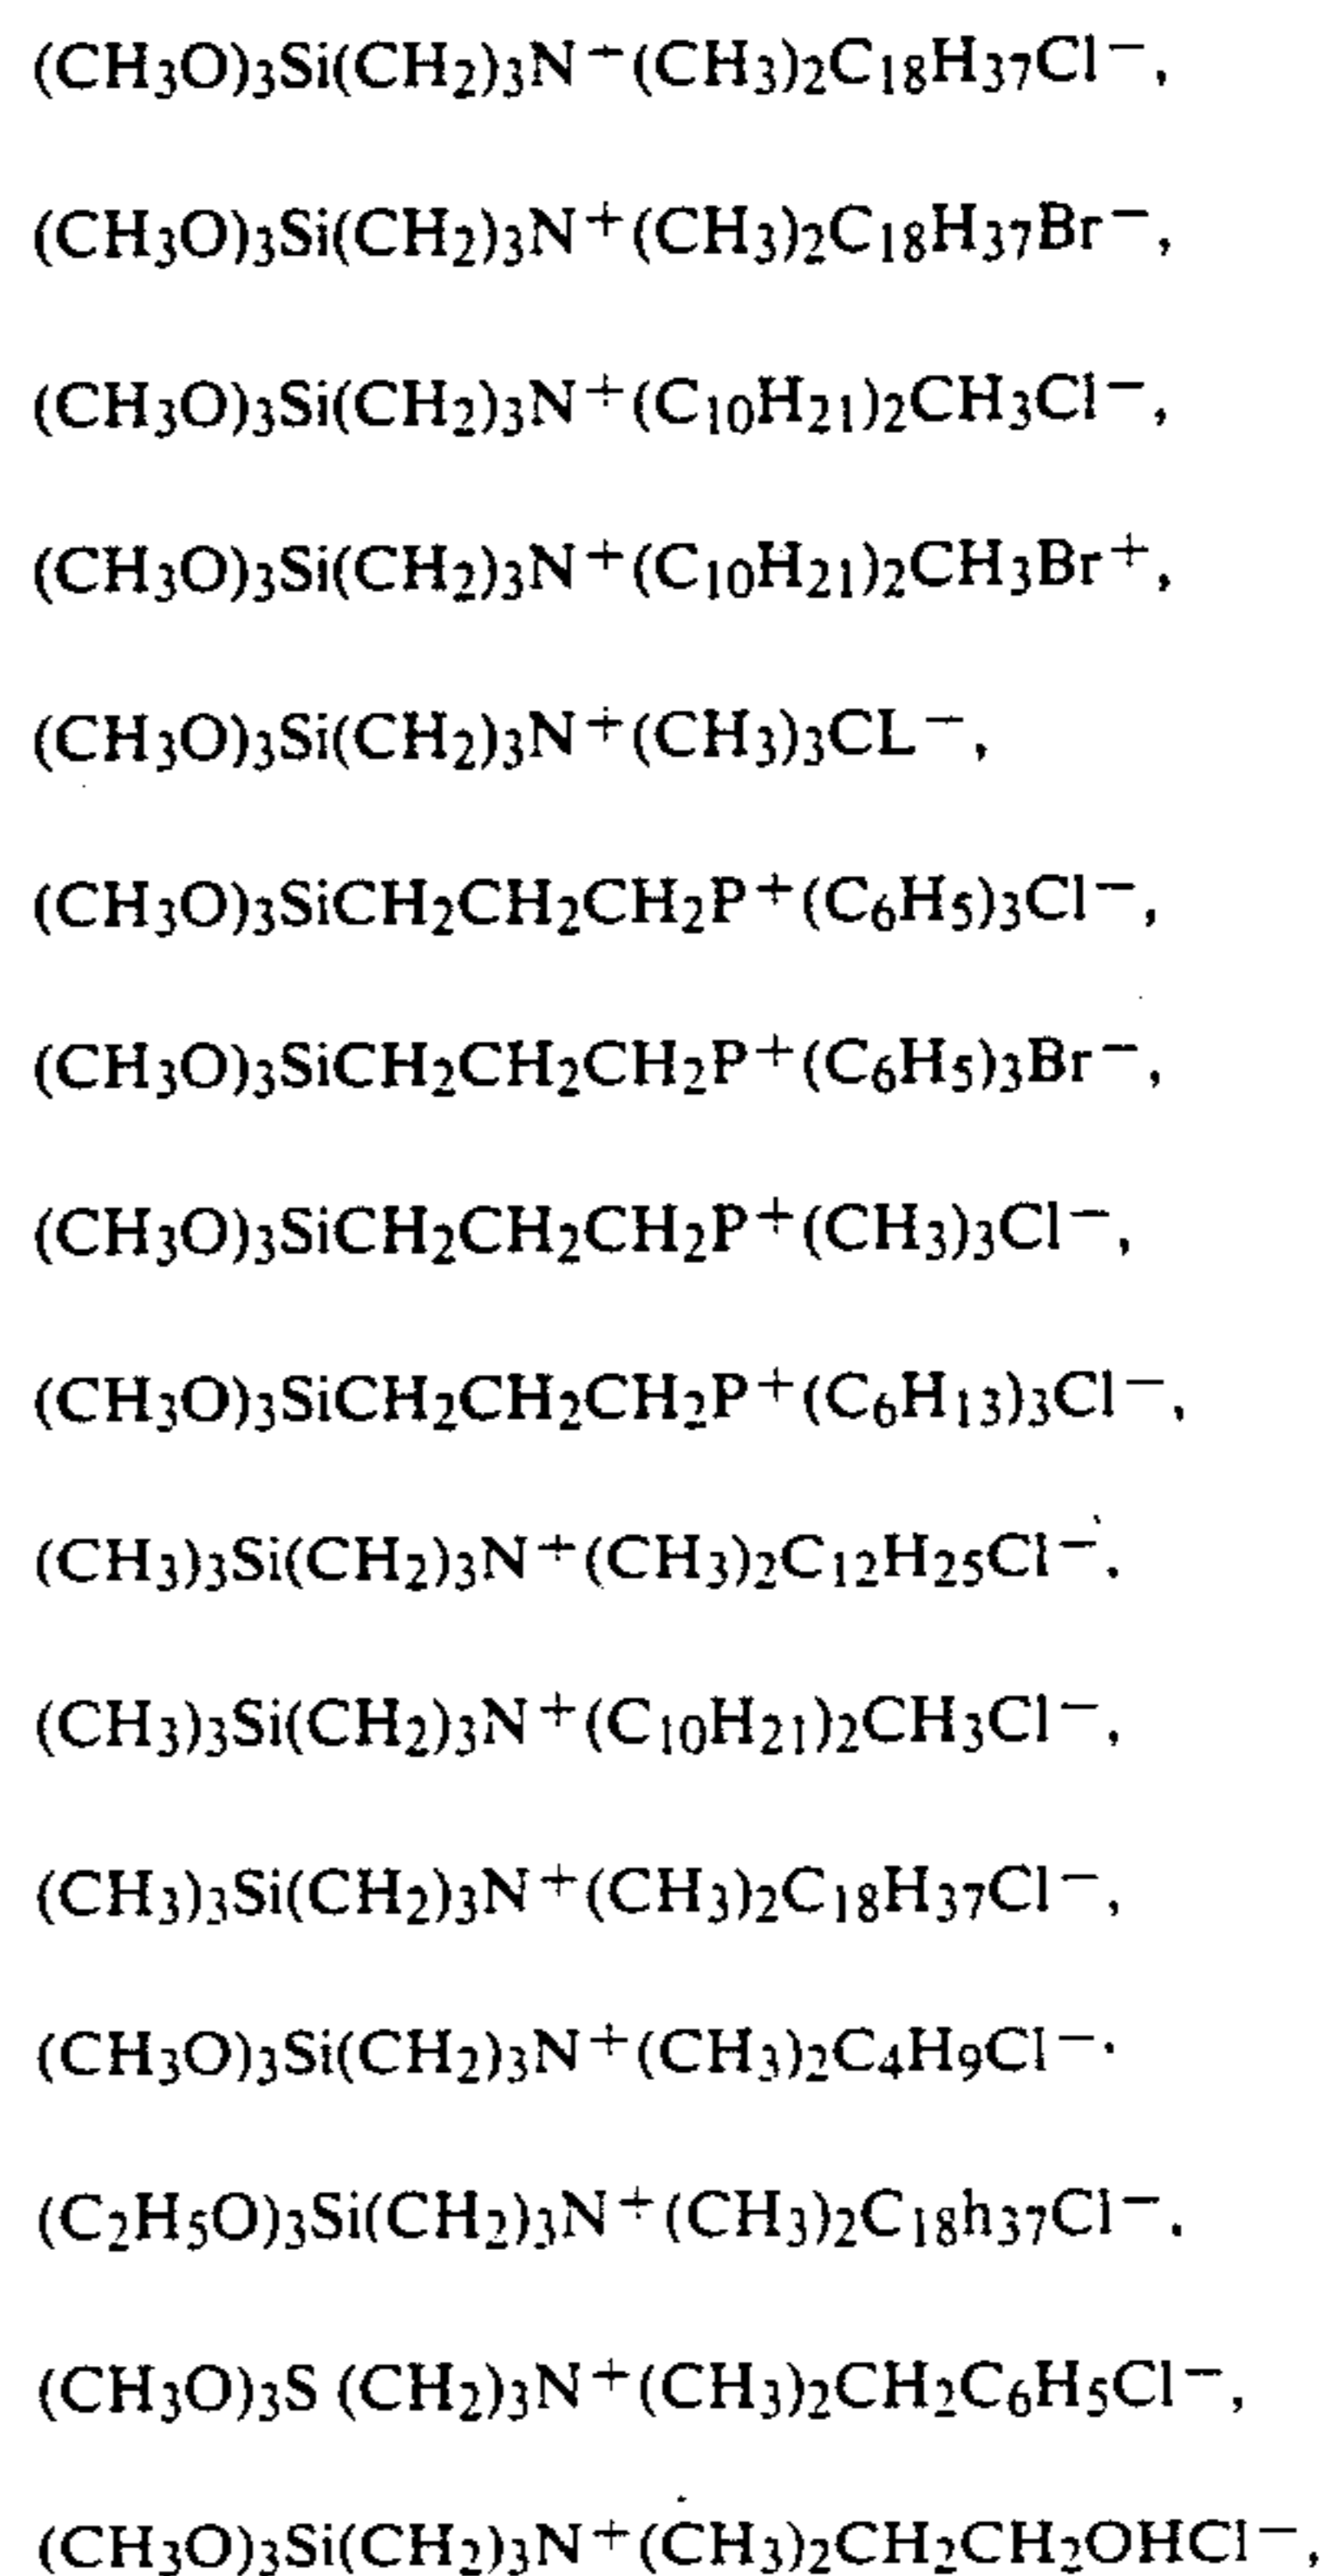 (CH₃O)₃Si(CH₂)₃N⁺(CH₃)₂C₁₈H₃₇Cl⁻,
(CH₃O)₃Si(CH₂)₃N⁺(CH₃)₂C₁₈H₃₇Br⁻,
(CH₃O)₃Si(CH₂)₃N⁺(C₁₀H₂₁)₂CH₃Cl⁻,
(CH₃O)₃Si(CH₂)₃N⁺(C₁₀H₂₁)₂CH₃Br⁺,
(CH₃O)₃Si(CH₂)₃N⁺(CH₃)₃CL⁻,
(CH₃O)₃SiCH₂CH₂CH₂P⁺(C₆H₅)₃Cl⁻,
(CH₃O)₃SiCH₂CH₂CH₂P⁺(C₆H₅)₃Br⁻,
(CH₃O)₃SiCH₂CH₂CH₂P⁺(CH₃)₃Cl⁻,
(CH₃O)₃SiCH₂CH₂CH₂P⁺(C₆H₁₃)₃Cl⁻,
(CH₃)₃Si(CH₂)₃N⁺(CH₃)₂C₁₂H₂₅Cl⁻.
(CH₃)₃Si(CH₂)₃N⁺(C₁₀H₂₁)₂CH₃Cl⁻,
(CH₃)₃Si(CH₂)₃N⁺(CH₃)₂C₁₈H₃₇Cl⁻,
(CH₃O)₃Si(CH₂)₃N⁺(CH₃)₂C₄H₉Cl⁻.
(C₂H₅O)₃Si(CH₂)₃N⁺(CH₃)₂C₁₈h₃₇Cl⁻.
(CH₃O)₃S (CH₂)₃N⁺(CH₃)₂CH₂C₆H₅Cl⁻,
(CH₃O)₃Si(CH₂)₃N⁺(CH₃)₂CH₂CH₂OHCl⁻,